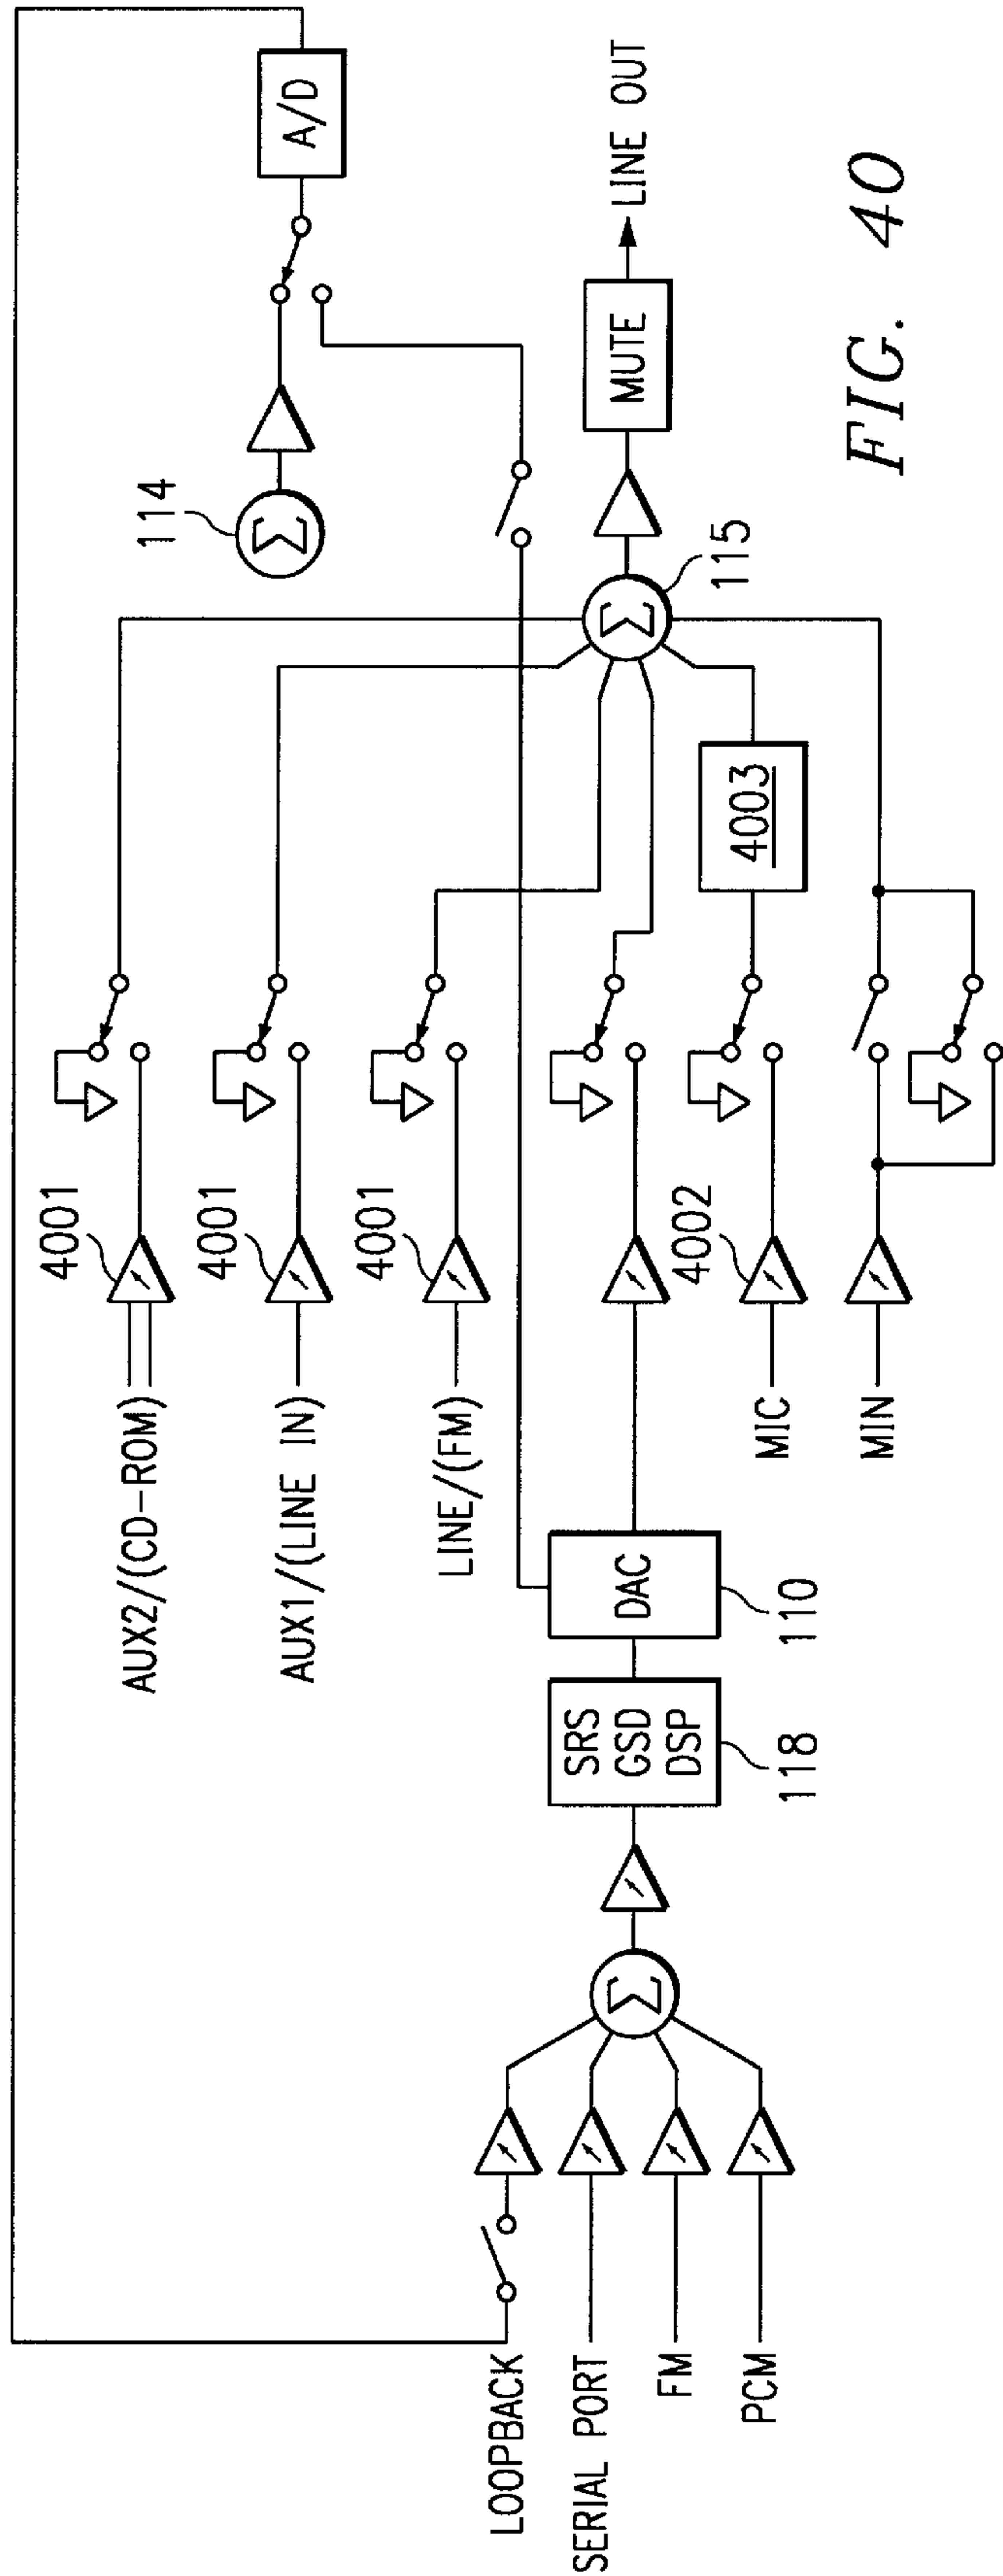 A/D
114
Σ
4001
AUX2/(CD-ROM)
4001
AUX1/(LINE IN)
4001
LINE/(FM)
LINE OUT
MUTE
Σ
115
4003
4002
MIC
MIN
DAC
110
SRS
GSD
DSP
118
Σ
LOOPBACK
SERIAL PORT
FM
PCM
FIG. 40